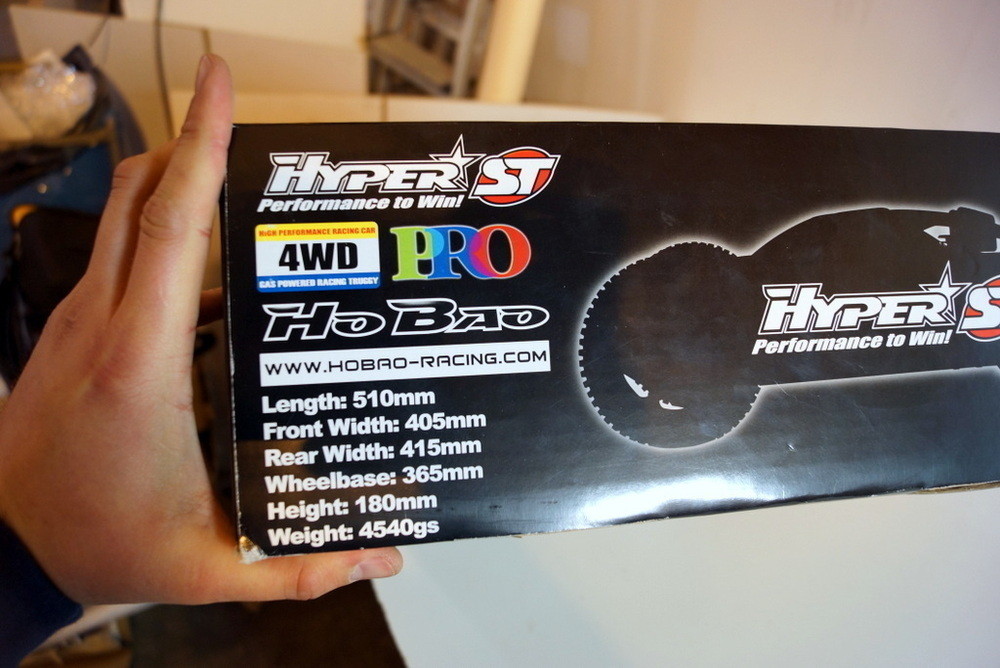 HYPER ST
Performance to Win!
HIGH PERFORMANCE RACING CAR
4WD
GAS POWERED RACING TRUGGY
PRO
HOBAO
WWW.HOBAO-RACING.COM
Length: 510mm
Front Width: 405mm
Rear Width: 415mm
Wheelbase: 365mm
Height: 180mm
Weight: 4540gs
HYPER ST
Performance to Win!